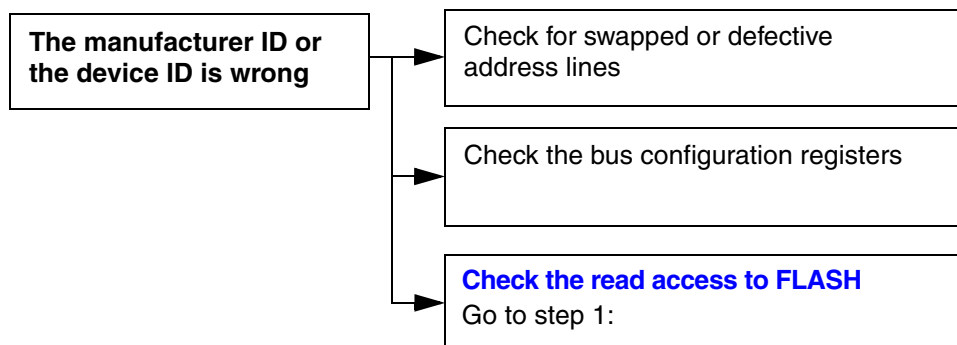 The manufacturer ID or
the device ID is wrong
Check for swapped or defective
address lines
Check the bus configuration registers
Check the read access to FLASH
Go to step 1: